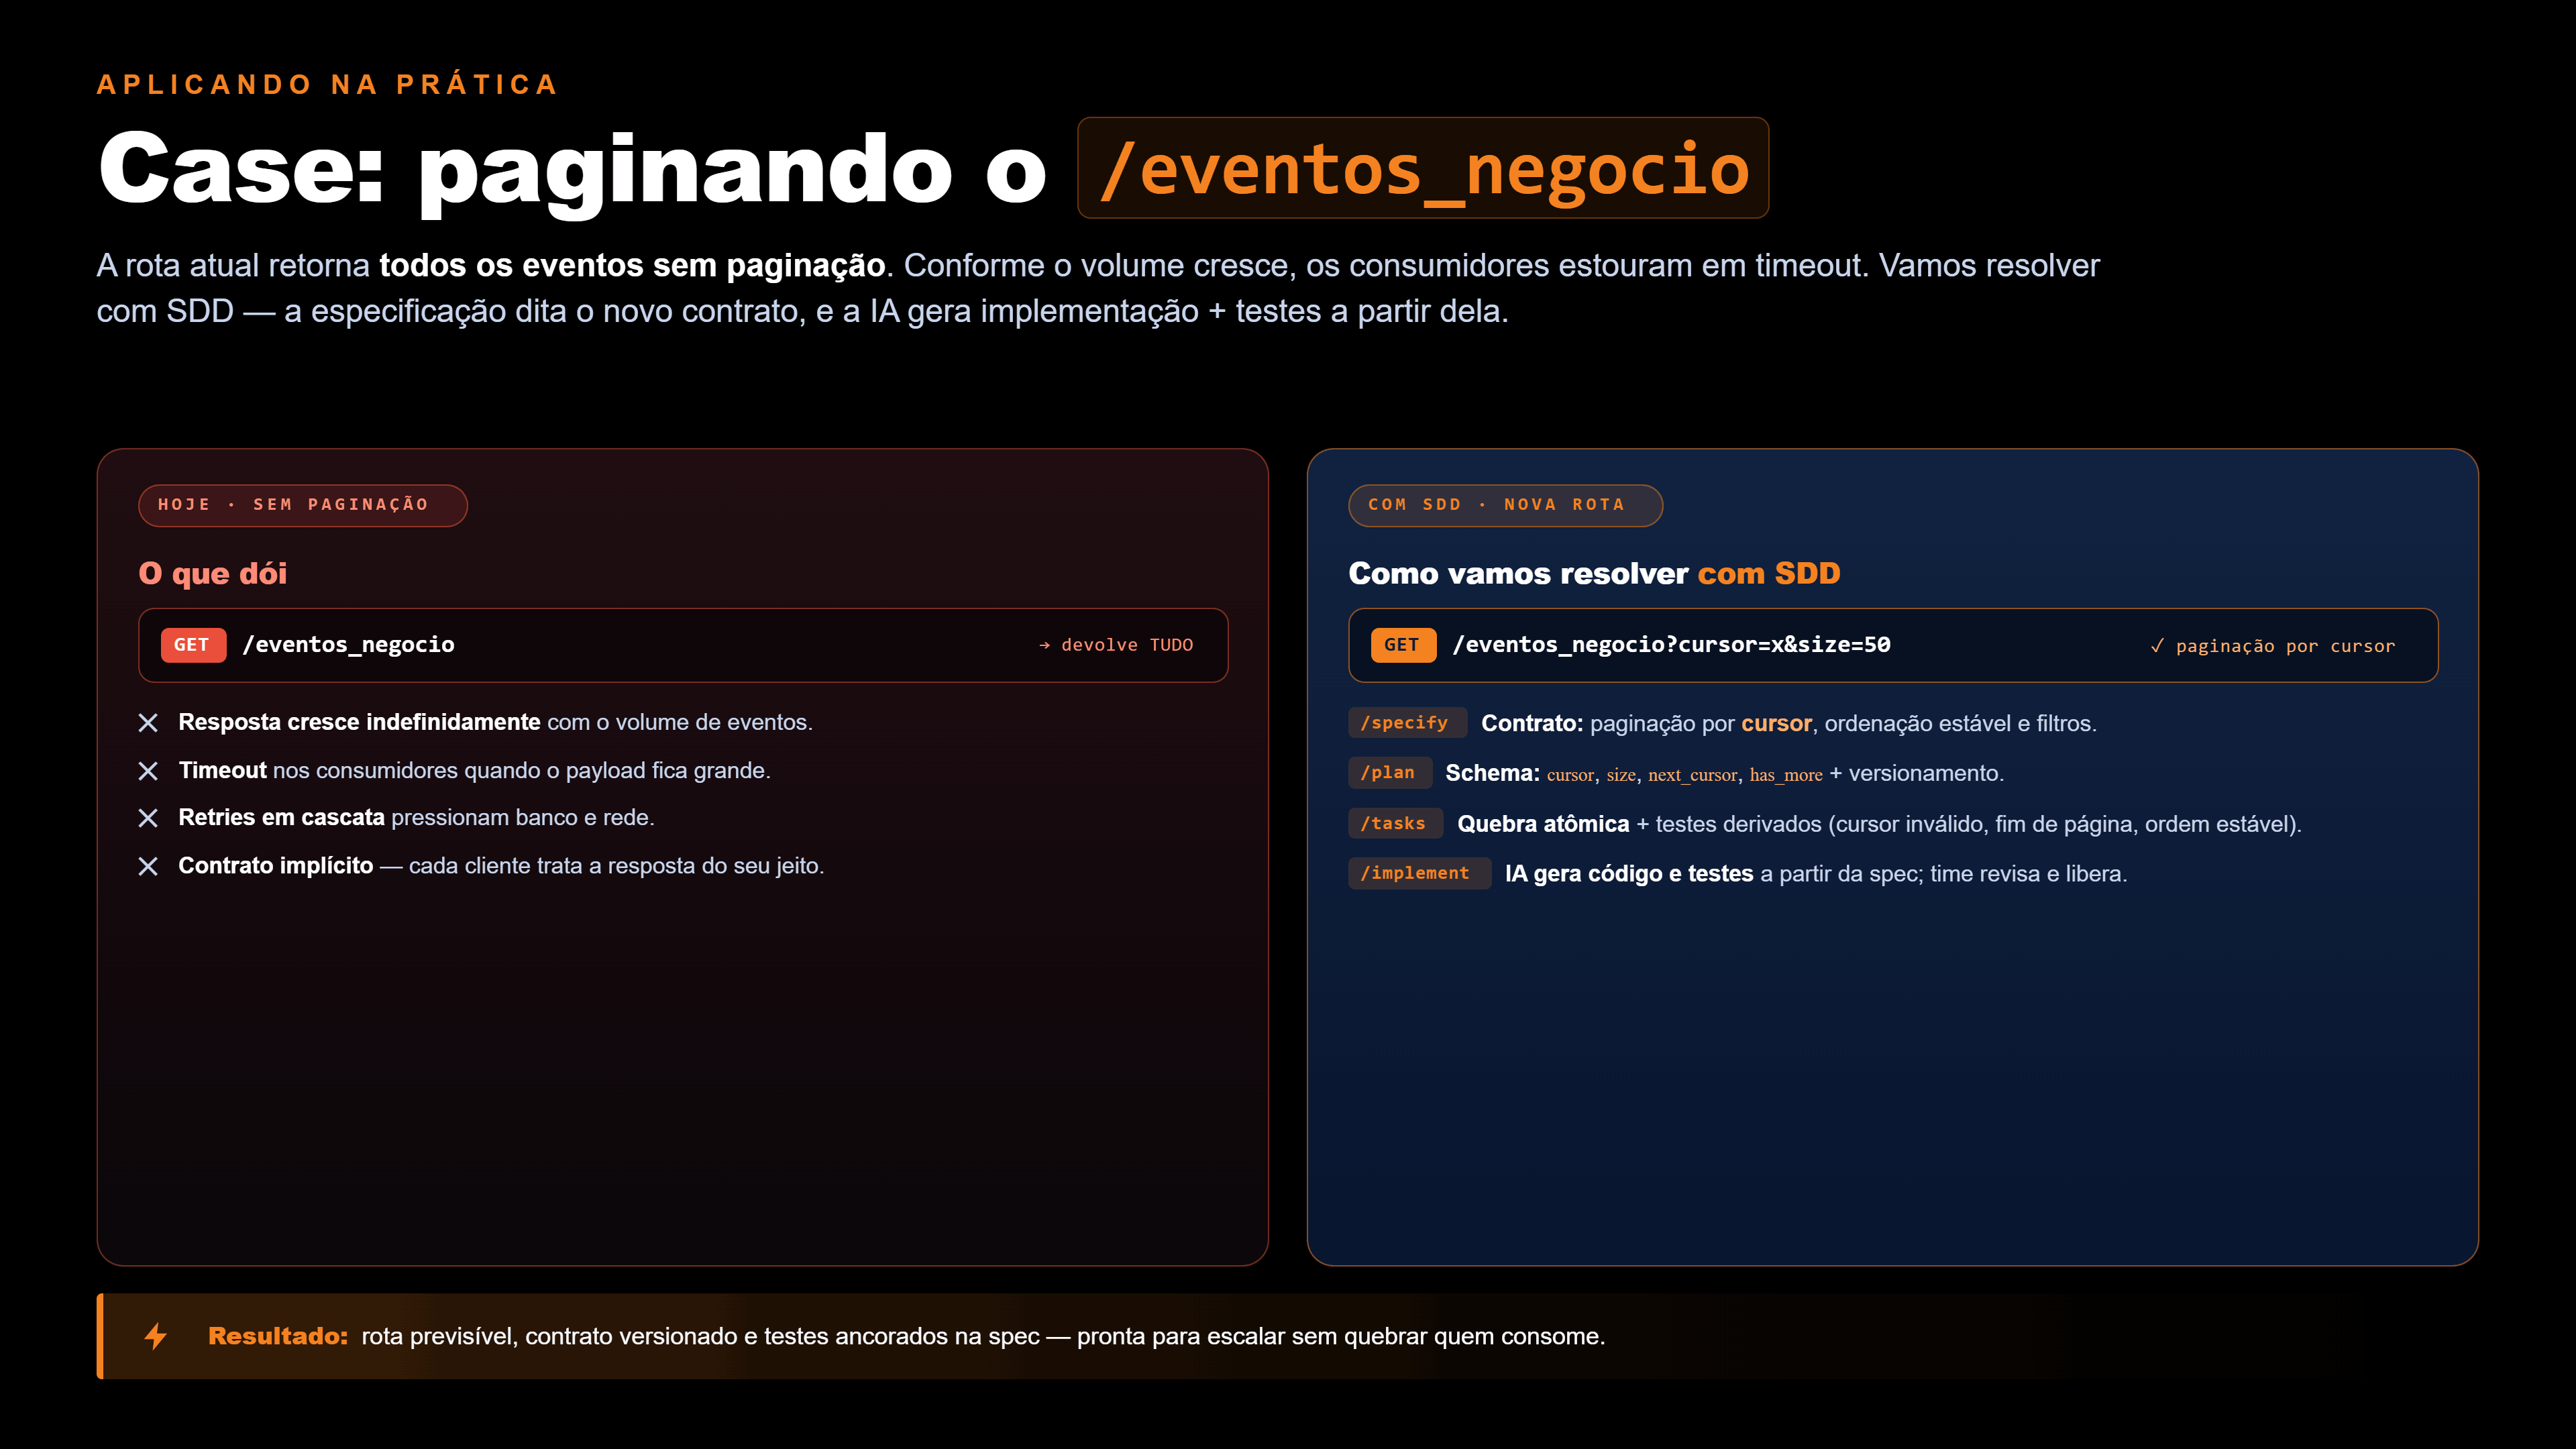 APLICANDO NA PRÁTICA
Case: paginando o /eventos_negocio
A rota atual retorna todos os eventos sem paginação. Conforme o volume cresce, os consumidores estouram em timeout. Vamos resolver
com SDD — a especificação dita o novo contrato, e a IA gera implementação + testes a partir dela.
HOJE · SEM PAGINAÇÃO
O que dói
GET /eventos_negocio → devolve TUDO
✕ Resposta cresce indefinidamente com o volume de eventos.
✕ Timeout nos consumidores quando o payload fica grande.
✕ Retries em cascata pressionam banco e rede.
✕ Contrato implícito — cada cliente trata a resposta do seu jeito.
COM SDD · NOVA ROTA
Como vamos resolver com SDD
GET /eventos_negocio?cursor=x&size=50 ✓ paginação por cursor
/specify Contrato: paginação por cursor, ordenação estável e filtros.
/plan Schema: cursor, size, next_cursor, has_more + versionamento.
/tasks Quebra atômica + testes derivados (cursor inválido, fim de página, ordem estável).
/implement IA gera código e testes a partir da spec; time revisa e libera.
Resultado: rota previsível, contrato versionado e testes ancorados na spec — pronta para escalar sem quebrar quem consome.